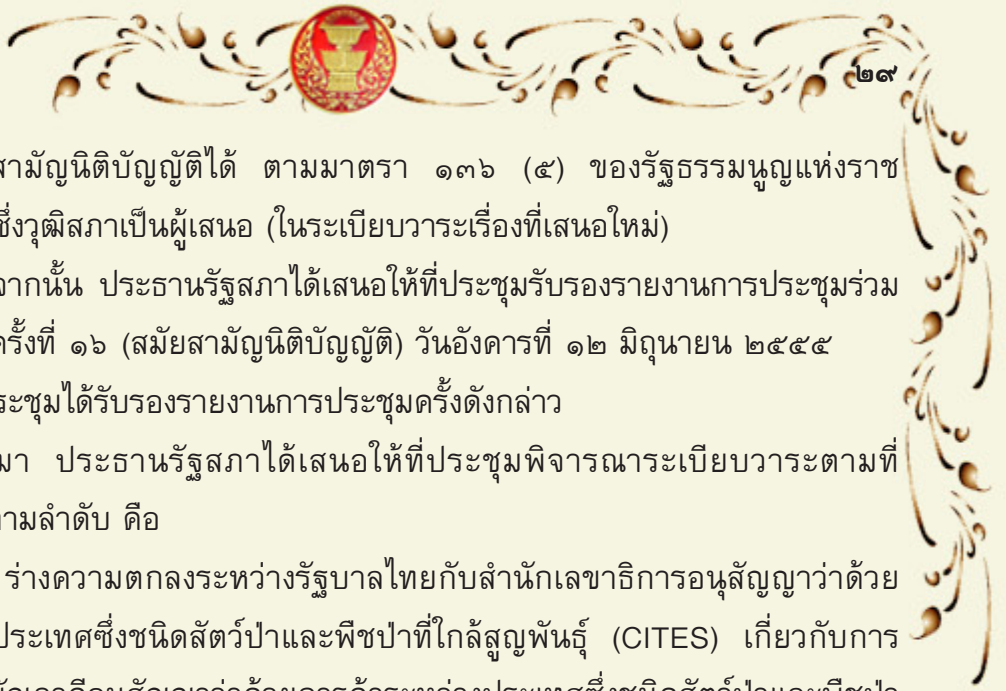 ๒๙
สามัญนิติบัญญัติได้ ตามมาตรา ๑๓๖ (๕) ของรัฐธรรมนูญแห่งราช
ซึ่งวุฒิสภาเป็นผู้เสนอ (ในระเบียบวาระเรื่องที่เสนอใหม่)
จากนั้น ประธานรัฐสภาได้เสนอให้ที่ประชุมรับรองรายงานการประชุมร่วม
ครั้งที่ ๑๖ (สมัยสามัญนิติบัญญัติ) วันอังคารที่ ๑๒ มิถุนายน ๒๕๕๕
ระชุมได้รับรองรายงานการประชุมครั้งดังกล่าว
มา ประธานรัฐสภาได้เสนอให้ที่ประชุมพิจารณาระเบียบวาระตามที่
ามลำดับ คือ
ร่างความตกลงระหว่างรัฐบาลไทยกับสำนักเลขาธิการอนุสัญญาว่าด้วย
ประเทศซึ่งชนิดสัตว์ป่าและพืชป่าที่ใกล้สูญพันธุ์ (CITES) เกี่ยวกับการ